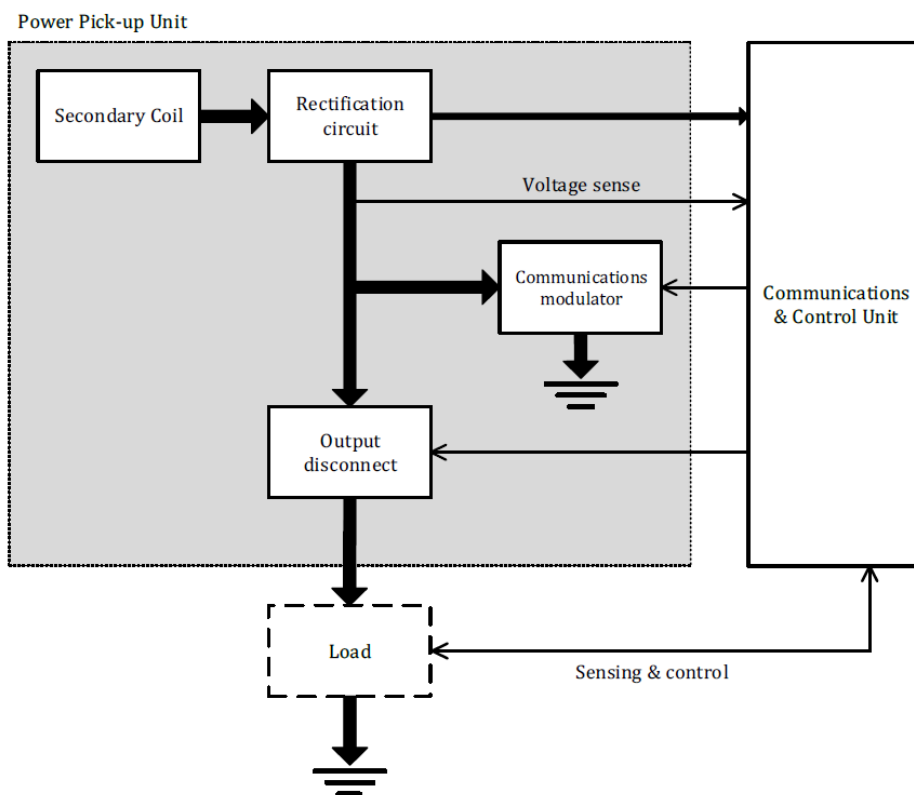 Power Pick-up Unit
Secondary Coil
Rectification
circuit
Voltage sense
Communications
modulator
Communications
& Control Unit
Output
disconnect
Load
Sensing & control